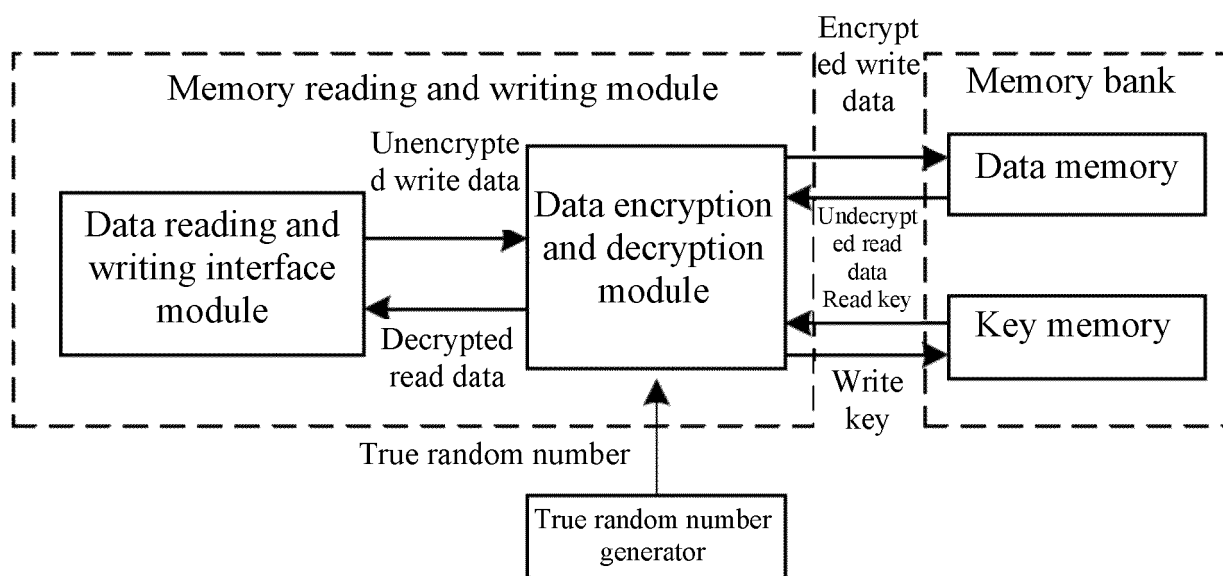 Encrypt
ed write
data
Memory reading and writing module
Memory bank
Unencrypte
d write data
Data memory
Data encryption
and decryption
module
Data reading and
writing interface
module
Undecrypt
ed read
data
Read key
Key memory
Decrypted
read data
Write
key
True random number
True random number
generator